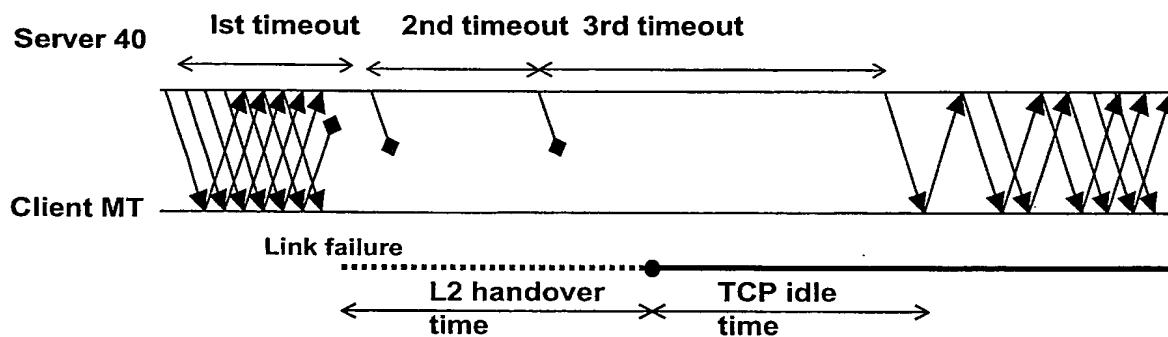 Ist timeout 2nd timeout 3rd timeout
Server 40
Client MT
Link failure
L2 handover time
TCP idle time